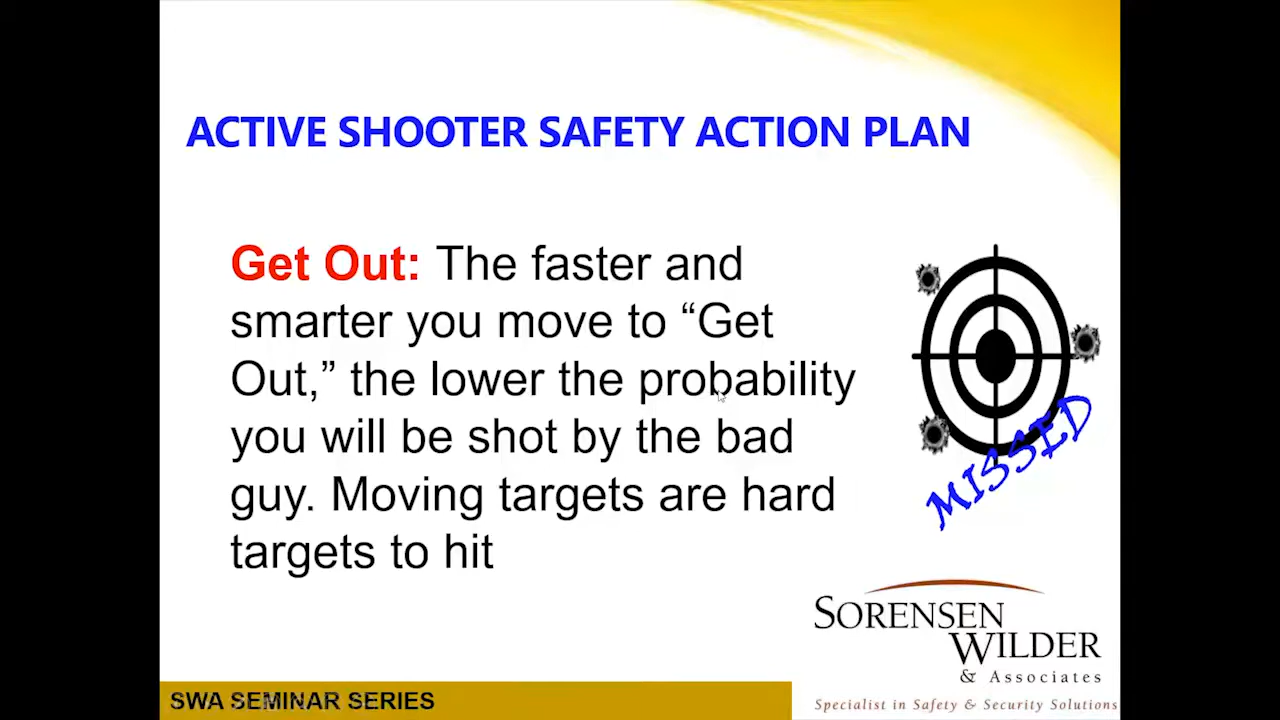 ACTIVE SHOOTER SAFETY ACTION PLAN
Get Out: The faster and
smarter you move to “Get
Out,” the lower the probability
you will be shot by the bad
guy. Moving targets are hard
targets to hit
MISSED
SORENSEN
WILDER
& Associates
Specialist in Safety & Security Solutions
SWA SEMINAR SERIES